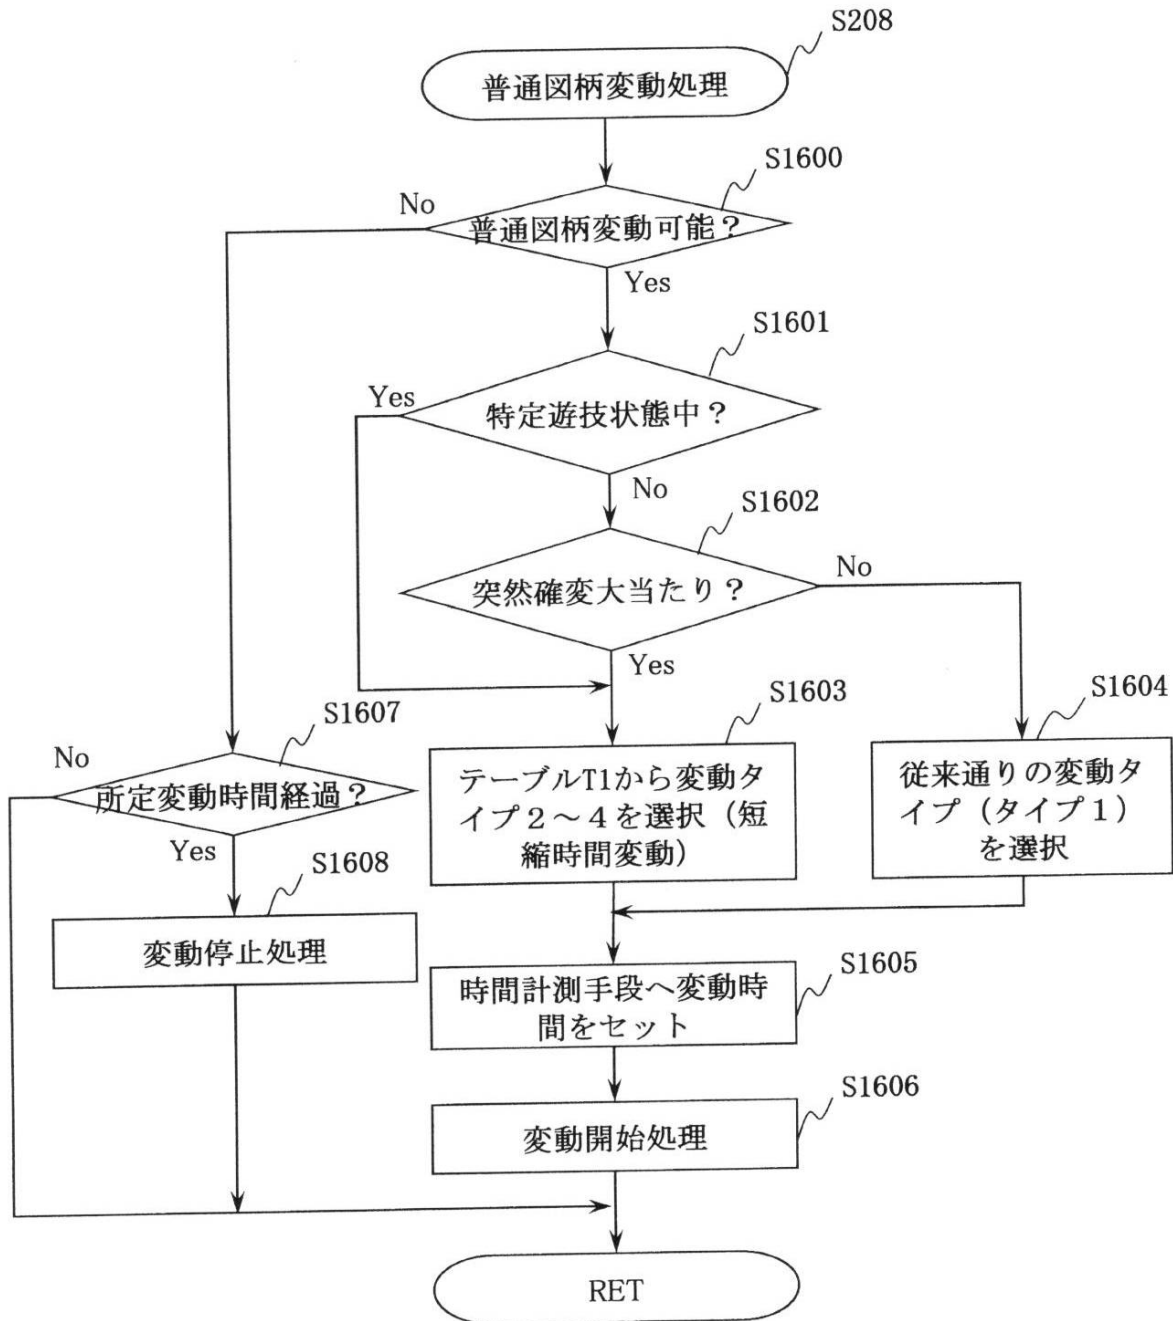 S208
普通図柄変動処理
S1600
No
普通図柄変動可能？
Yes
S1601
Yes
特定遊技状態中？
No
S1602
突然確変大当たり？
No
Yes
S1603
テーブルT1から変動タ
イプ２～４を選択（短
縮時間変動）
S1604
従来通りの変動タ
イプ（タイプ１）
を選択
S1607
No
所定変動時間経過？
Yes
S1608
変動停止処理
S1605
時間計測手段へ変動時
間をセット
S1606
変動開始処理
RET